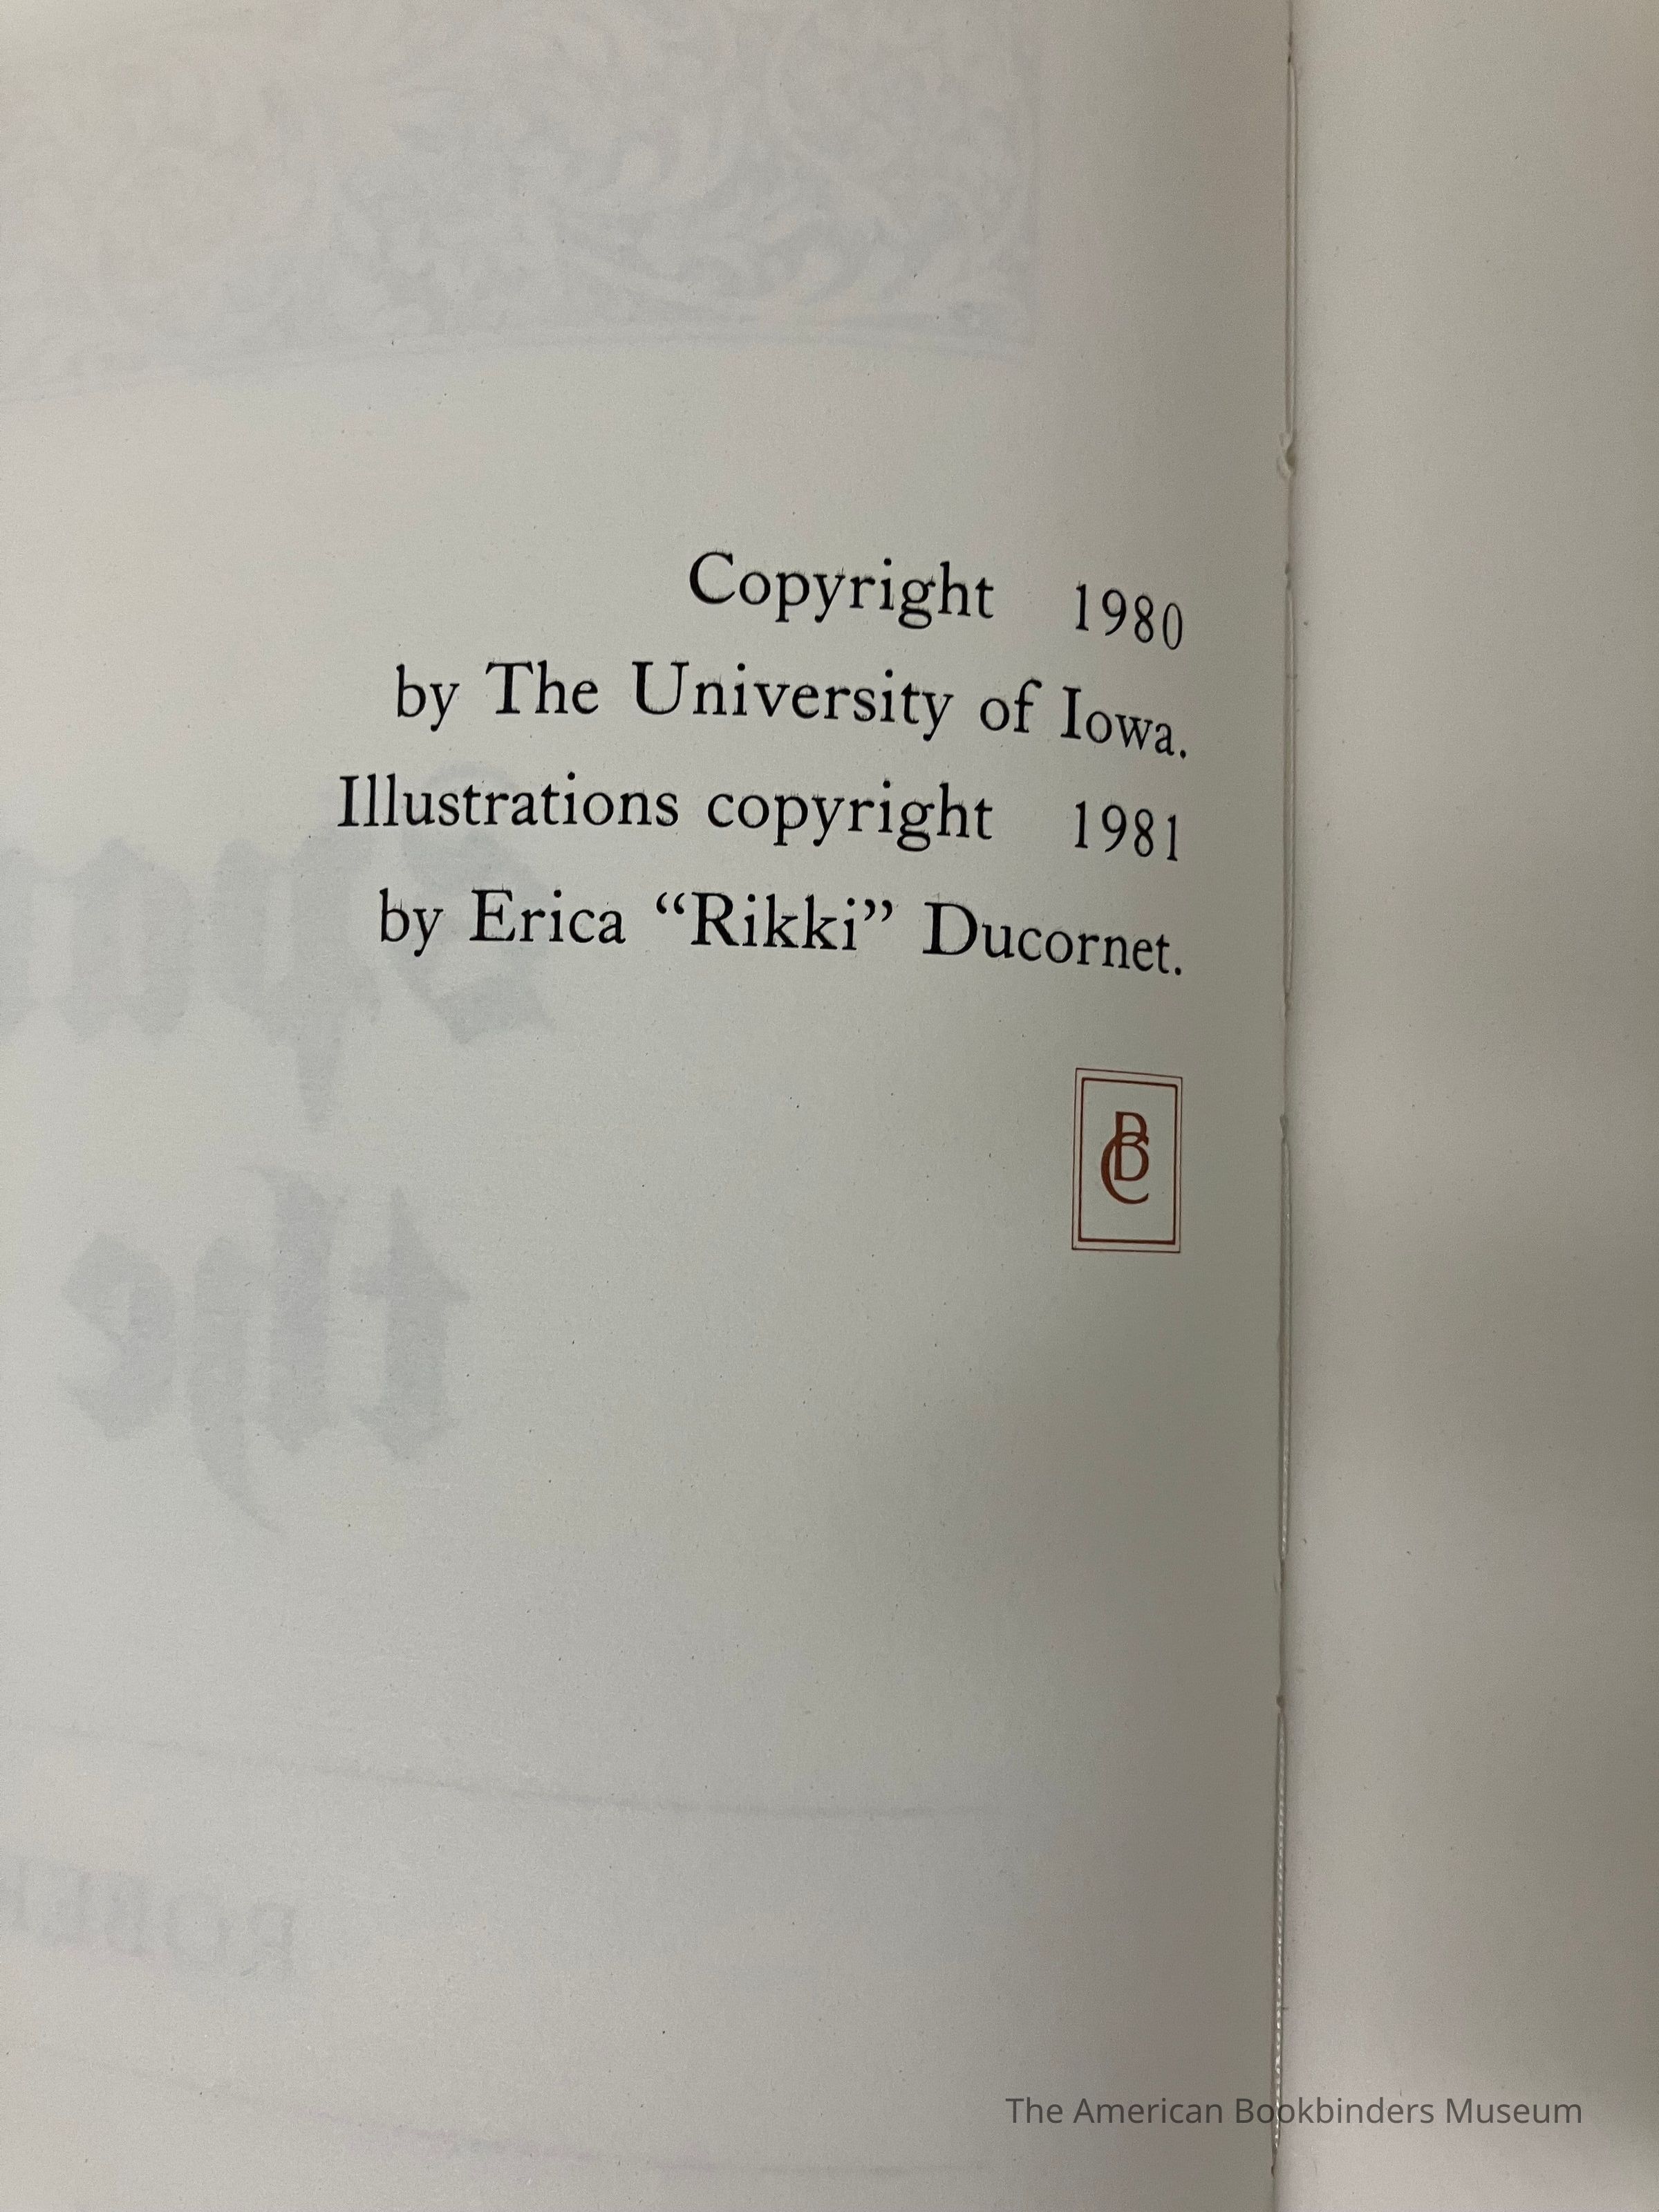 Copyright 1980
by The University of Iowa.
Illustrations copyright 1981
by Erica “Rikki” Ducornet.
BC
the
The American Bookbinders Museum